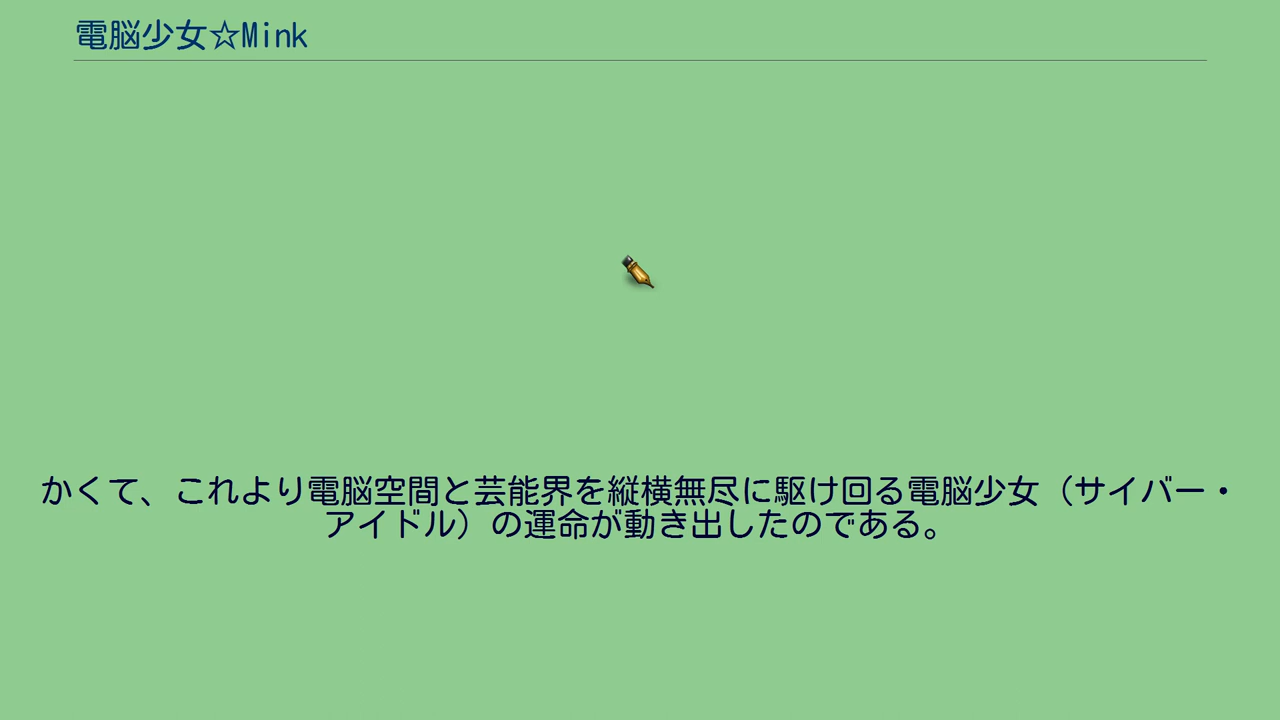 電脳少女☆Mink
かくて、これより電脳空間と芸能界を縦横無尽に駆け回る電脳少女（サイバー・
アイドル）の運命が動き出したのである。